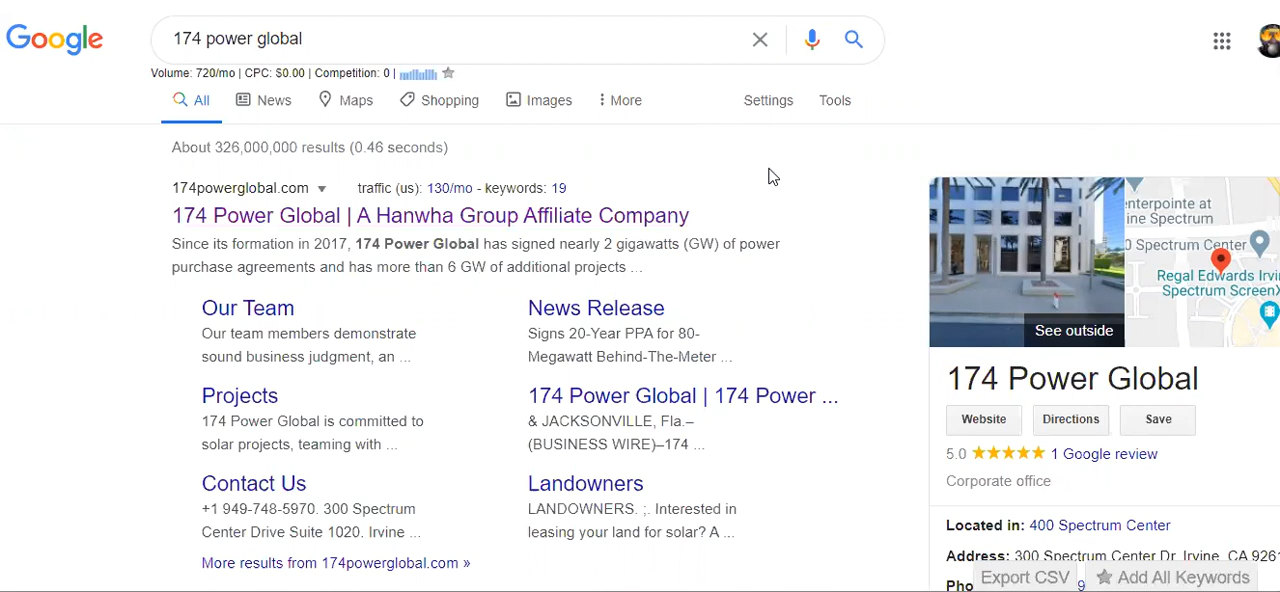 Google
174 power global
Volume: 720/mo | CPC: $0.00 | Competition: 0 |
All News Maps Shopping Images More Settings Tools
About 326,000,000 results (0.46 seconds)
174powerglobal.com traffic (us): 130/mo - keywords: 19
174 Power Global | A Hanwha Group Affiliate Company
Since its formation in 2017, 174 Power Global has signed nearly 2 gigawatts (GW) of power
purchase agreements and has more than 6 GW of additional projects ...
Our Team
Our team members demonstrate
sound business judgment, an ...
News Release
Signs 20-Year PPA for 80-
Megawatt Behind-The-Meter ...
Projects
174 Power Global is committed to
solar projects, teaming with ...
174 Power Global | 174 Power ...
& JACKSONVILLE, Fla.–
(BUSINESS WIRE)–174 ...
Contact Us
+1 949-748-5970. 300 Spectrum
Center Drive Suite 1020. Irvine ...
Landowners
LANDOWNERS. ;. Interested in
leasing your land for solar? A ...
More results from 174powerglobal.com »
enterpointe at
ine Spectrum
0 Spectrum Center
Regal Edwards Irvi
Spectrum ScreenX
See outside
174 Power Global
Website Directions Save
5.0 1 Google review
Corporate office
Located in: 400 Spectrum Center
Address: 300 Spectrum Center Dr, Irvine, CA 9261
Pho 9
Export CSV Add All Keywords